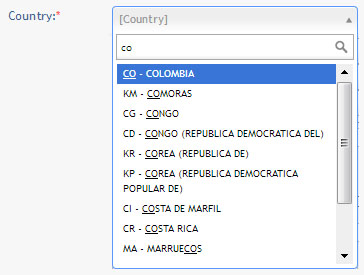 Country:*
[Country]
co
CO - COLOMBIA
KM - COMORAS
CG - CONGO
CD - CONGO (REPUBLICA DEMOCRATICA DEL)
KR - COREA (REPUBLICA DE)
KP - COREA (REPUBLICA DEMOCRATICA
POPULAR DE)
CI - COSTA DE MARFIL
CR - COSTA RICA
MA - MARRUECOS